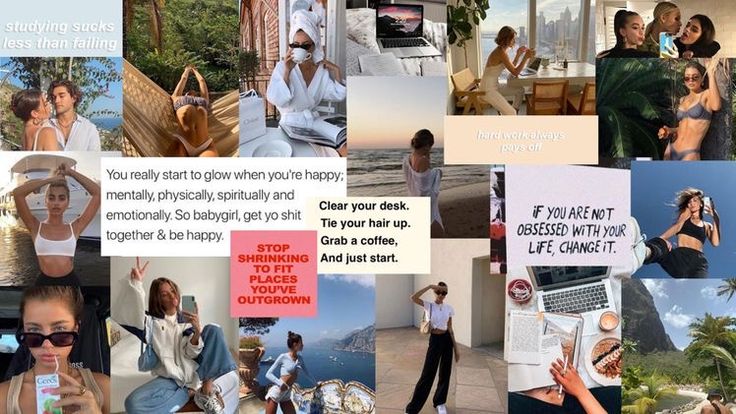 studying sucks
less than failing
hard work always
pays off
You really start to glow when you're happy;
mentally, physically, spiritually and
emotionally. So babygirl, get yo shit
together & be happy.
Clear your desk.
Tie your hair up.
Grab a coffee,
And just start.
IF YOU ARE NOT
OBSESSED WITH YOUR
LIFE, CHANGE IT.
STOP
SHRINKING
TO FIT
PLACES
YOU'VE
OUTGROWN